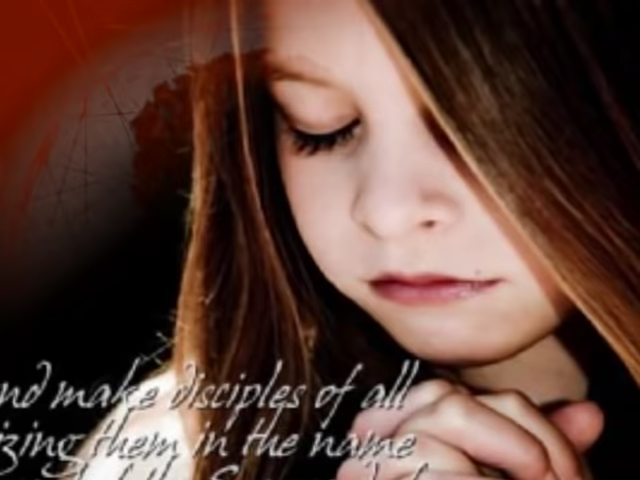 nd make disciples of all
izing them in the name